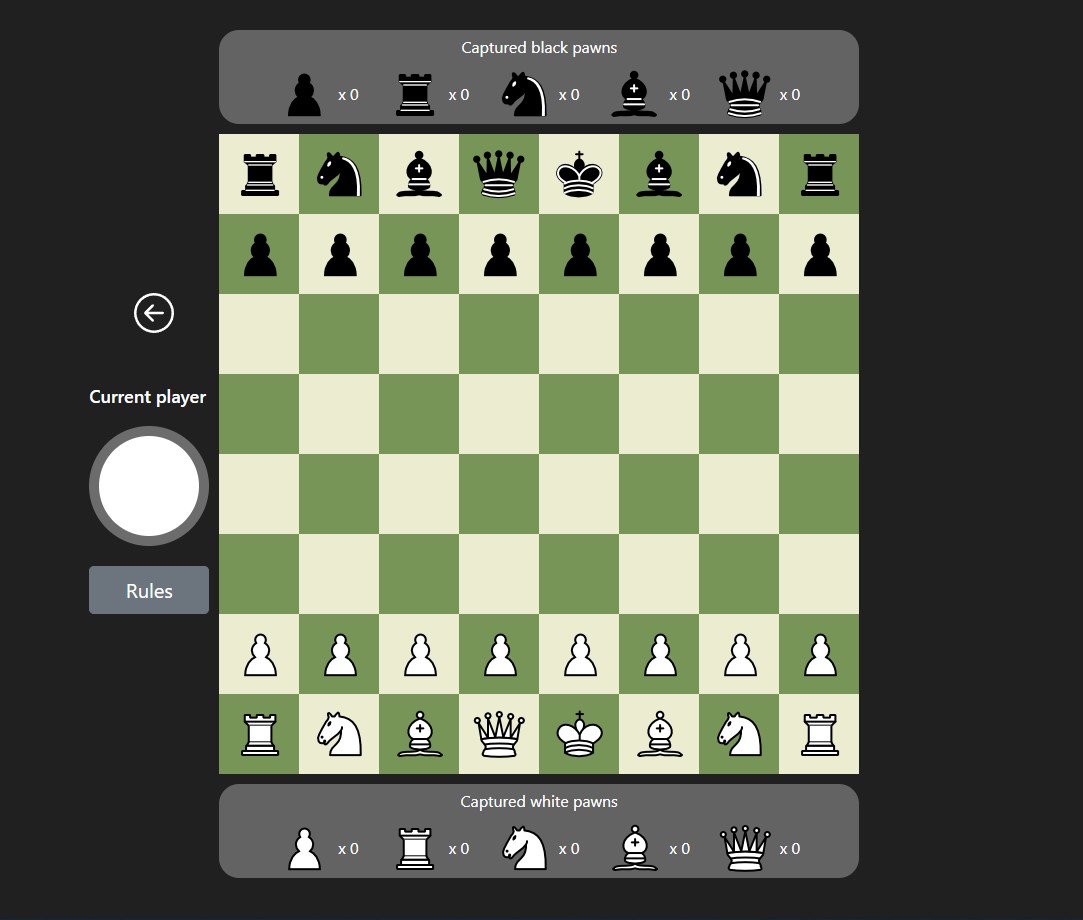 Captured black pawns
x 0 x 0 x 0 x 0 x 0
Current player
Rules
Captured white pawns
x 0 x 0 x 0 x 0 x 0